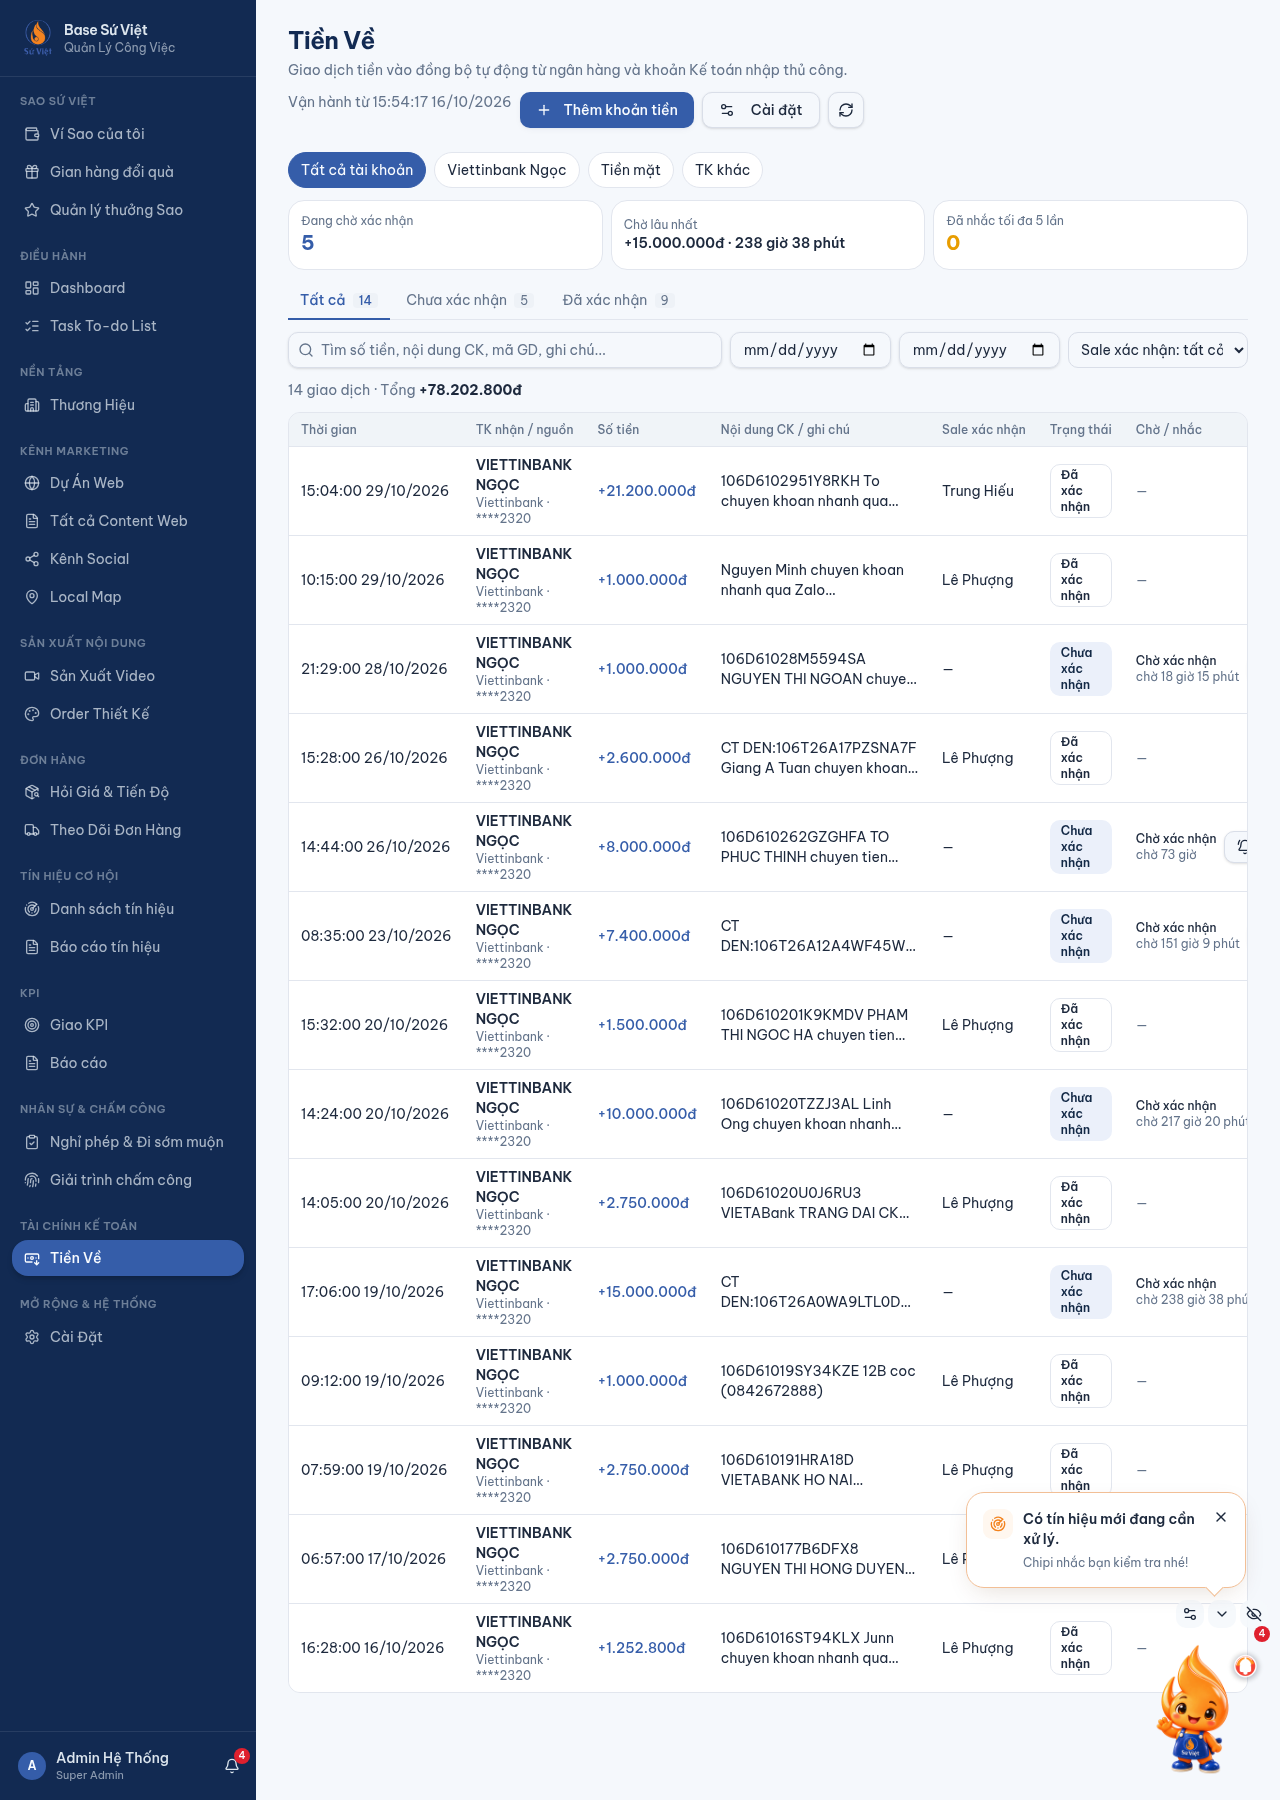 Base Sứ Việt
Quản Lý Công Việc
SAO SỨ VIỆT
Ví Sao của tôi
Gian hàng đổi quà
Quản lý thưởng Sao
ĐIỀU HÀNH
Dashboard
Task To-do List
NỀN TẢNG
Thương Hiệu
KÊNH MARKETING
Dự Án Web
Tất cả Content Web
Kênh Social
Local Map
SẢN XUẤT NỘI DUNG
Sản Xuất Video
Order Thiết Kế
ĐƠN HÀNG
Hỏi Giá & Tiến Độ
Theo Dõi Đơn Hàng
TÍN HIỆU CƠ HỘI
Danh sách tín hiệu
Báo cáo tín hiệu
KPI
Giao KPI
Báo cáo
NHÂN SỰ & CHẤM CÔNG
Nghỉ phép & Đi sớm muộn
Giải trình chấm công
TÀI CHÍNH KẾ TOÁN
Tiền Về
MỞ RỘNG & HỆ THỐNG
Cài Đặt
A
Admin Hệ Thống
Super Admin
4
Tiền Về
Giao dịch tiền vào đồng bộ tự động từ ngân hàng và khoản Kế toán nhập thủ công.
Vận hành từ 15:54:17 16/10/2026
Thêm khoản tiền
Cài đặt
Tất cả tài khoản
Viettinbank Ngọc
Tiền mặt
TK khác
Đang chờ xác nhận
5
Chờ lâu nhất
+15.000.000đ · 238 giờ 38 phút
Đã nhắc tối đa 5 lần
0
Tất cả 14
Chưa xác nhận 5
Đã xác nhận 9
Tìm số tiền, nội dung CK, mã GD, ghi chú...
mm/dd/yyyy
mm/dd/yyyy
Sale xác nhận: tất cả
14 giao dịch · Tổng +78.202.800đ
Thời gian
TK nhận / nguồn
Số tiền
Nội dung CK / ghi chú
Sale xác nhận
Trạng thái
Chờ / nhắc
15:04:00 29/10/2026
VIETTINBANK
NGỌC
Viettinbank ·
****2320
+21.200.000đ
106D6102951Y8RKH To
chuyen khoan nhanh qua...
Trung Hiếu
Đã
xác
nhận
—
10:15:00 29/10/2026
VIETTINBANK
NGỌC
Viettinbank ·
****2320
+1.000.000đ
Nguyen Minh chuyen khoan
nhanh qua Zalo...
Lê Phượng
Đã
xác
nhận
—
21:29:00 28/10/2026
VIETTINBANK
NGỌC
Viettinbank ·
****2320
+1.000.000đ
106D61028M5594SA
NGUYEN THI NGOAN chuye...
—
Chưa
xác
nhận
Chờ xác nhận
chờ 18 giờ 15 phút
15:28:00 26/10/2026
VIETTINBANK
NGỌC
Viettinbank ·
****2320
+2.600.000đ
CT DEN:106T26A17PZSNA7F
Giang A Tuan chuyen khoan...
Lê Phượng
Đã
xác
nhận
—
14:44:00 26/10/2026
VIETTINBANK
NGỌC
Viettinbank ·
****2320
+8.000.000đ
106D610262GZGHFA TO
PHUC THINH chuyen tien...
—
Chưa
xác
nhận
Chờ xác nhận
chờ 73 giờ
08:35:00 23/10/2026
VIETTINBANK
NGỌC
Viettinbank ·
****2320
+7.400.000đ
CT
DEN:106T26A12A4WF45W...
—
Chưa
xác
nhận
Chờ xác nhận
chờ 151 giờ 9 phút
15:32:00 20/10/2026
VIETTINBANK
NGỌC
Viettinbank ·
****2320
+1.500.000đ
106D610201K9KMDV PHAM
THI NGOC HA chuyen tien...
Lê Phượng
Đã
xác
nhận
—
14:24:00 20/10/2026
VIETTINBANK
NGỌC
Viettinbank ·
****2320
+10.000.000đ
106D61020TZZJ3AL Linh
Ong chuyen khoan nhanh...
—
Chưa
xác
nhận
Chờ xác nhận
chờ 217 giờ 20 phút
14:05:00 20/10/2026
VIETTINBANK
NGỌC
Viettinbank ·
****2320
+2.750.000đ
106D61020U0J6RU3
VIETABank TRANG DAI CK...
Lê Phượng
Đã
xác
nhận
—
17:06:00 19/10/2026
VIETTINBANK
NGỌC
Viettinbank ·
****2320
+15.000.000đ
CT
DEN:106T26A0WA9LTL0D...
—
Chưa
xác
nhận
Chờ xác nhận
chờ 238 giờ 38 phú
09:12:00 19/10/2026
VIETTINBANK
NGỌC
Viettinbank ·
****2320
+1.000.000đ
106D61019SY34KZE 12B coc
(0842672888)
Lê Phượng
Đã
xác
nhận
—
07:59:00 19/10/2026
VIETTINBANK
NGỌC
Viettinbank ·
****2320
+2.750.000đ
106D610191HRA18D
VIETABANK HO NAI...
Lê Phượng
Đã
xác
nhận
—
06:57:00 17/10/2026
VIETTINBANK
NGỌC
Viettinbank ·
****2320
+2.750.000đ
106D610177B6DFX8
NGUYEN THI HONG DUYEN...
Lê
16:28:00 16/10/2026
VIETTINBANK
NGỌC
Viettinbank ·
****2320
+1.252.800đ
106D61016ST94KLX Junn
chuyen khoan nhanh qua...
Lê Phượng
Đã
xác
nhận
—
Có tín hiệu mới đang cần
xử lý.
Chipi nhắc bạn kiểm tra nhé!
4
Sứ Việt